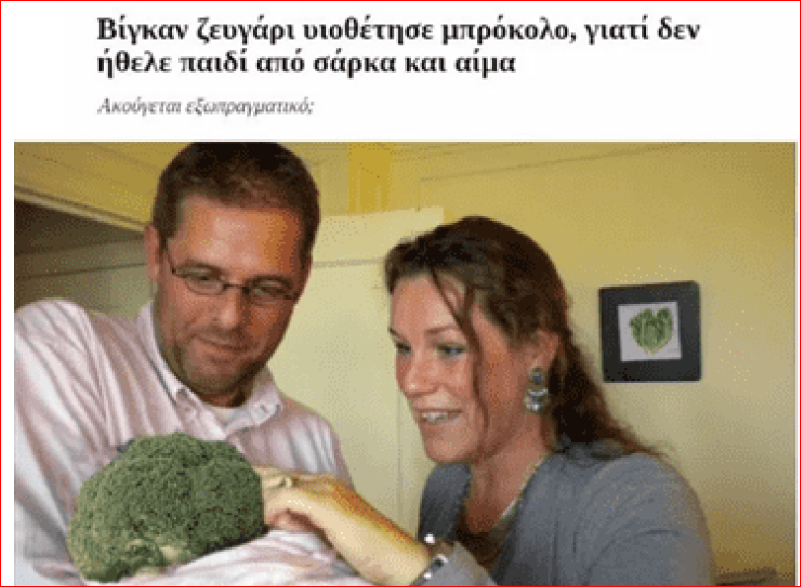 Βίγκαν ζευγάρι υιοθέτησε μπρόκολο, γιατί δεν
ήθελε παιδί από σάρκα και αίμα
Ακούγεται εξωπραγματικό;